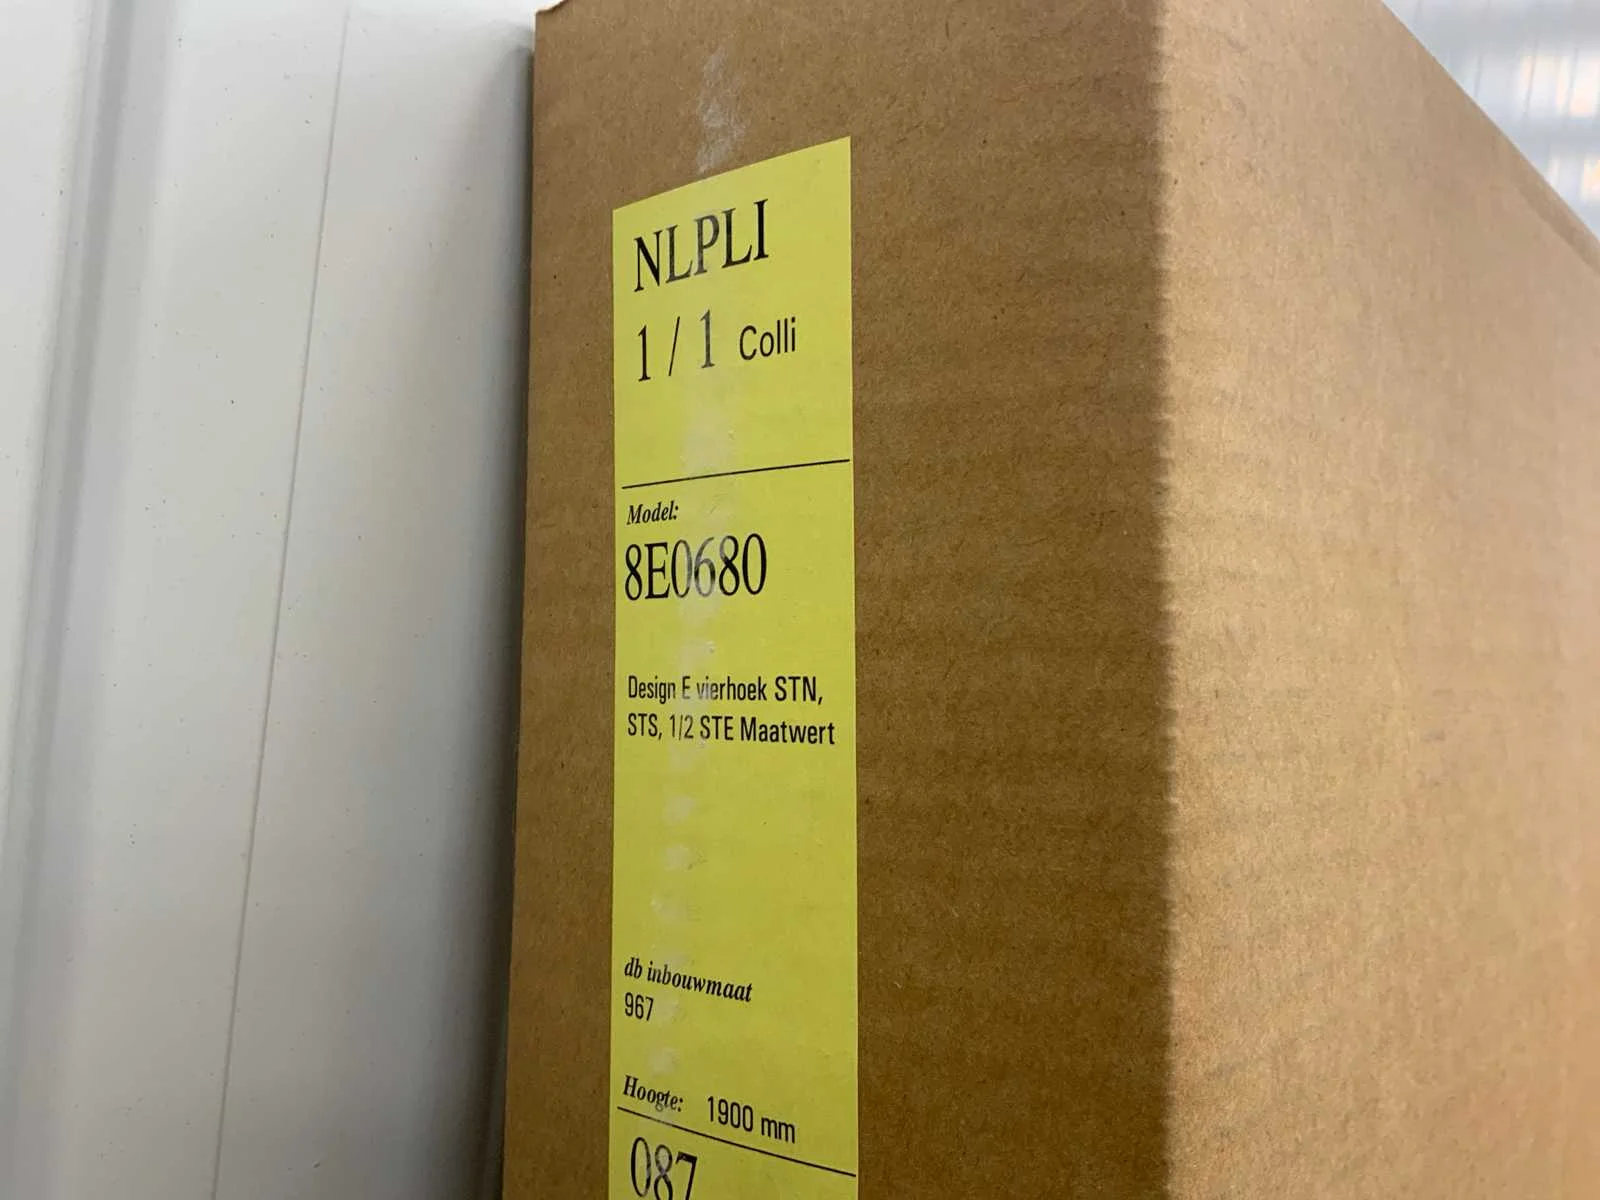 NLPLI
1 / 1 Colli
Model:
8E0680
Design E vierhoek STN,
STS, 1/2 STE Maatwert
db inbouwmaat
967
Hoogte: 1900 mm
087